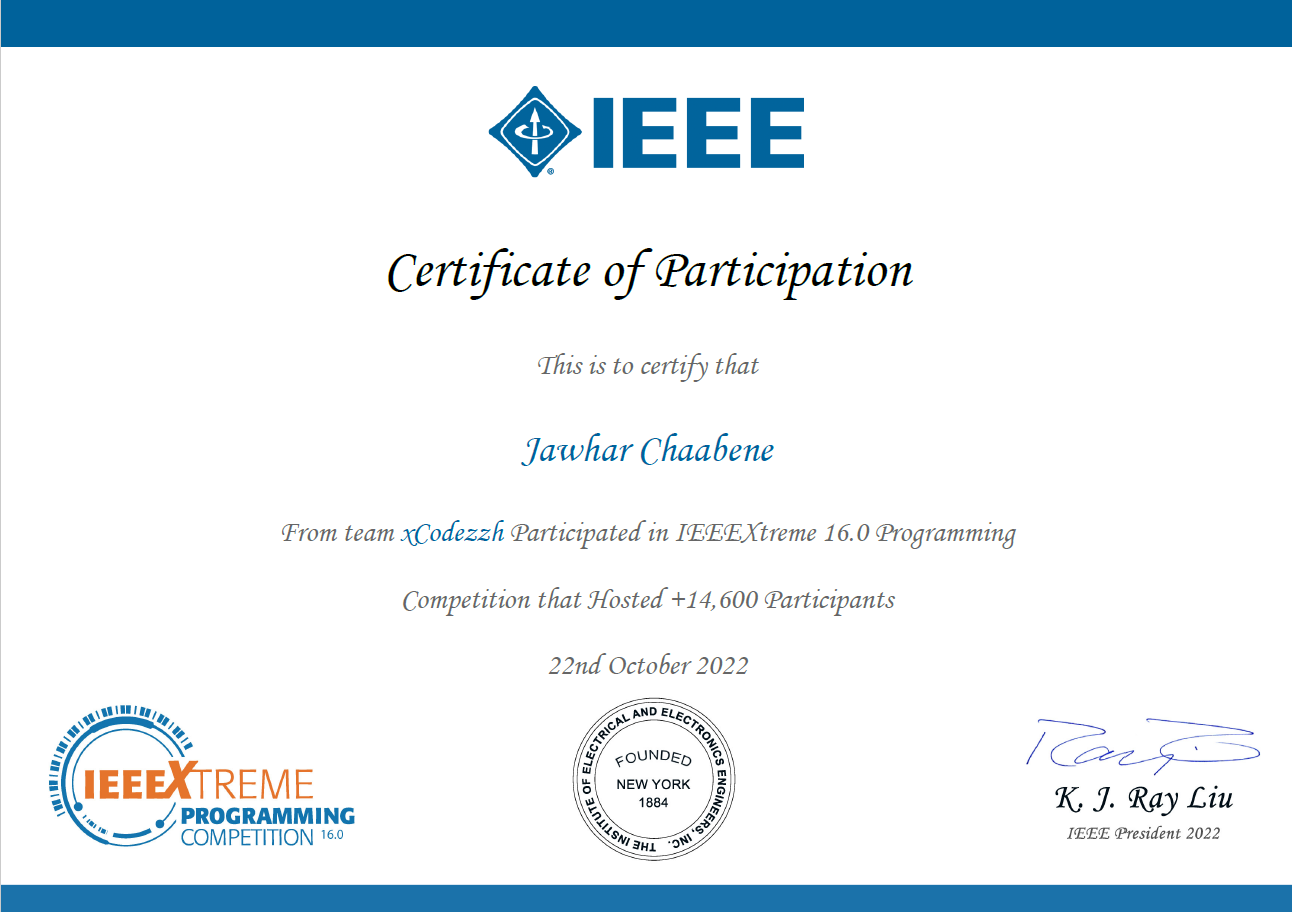 IEEE
®
Certificate of Participation
This is to certify that
Jawhar Chaabene
From team xCodezzh Participated in IEEEXtreme 16.0 Programming
Competition that Hosted +14,600 Participants
22nd October 2022
IEEEXTREME
PROGRAMMING
COMPETITION 16.0
THE INSTITUTE OF ELECTRICAL AND ELECTRONICS ENGINEERS, INC.
FOUNDED
NEW YORK
1884
K. J. Ray Liu
IEEE President 2022